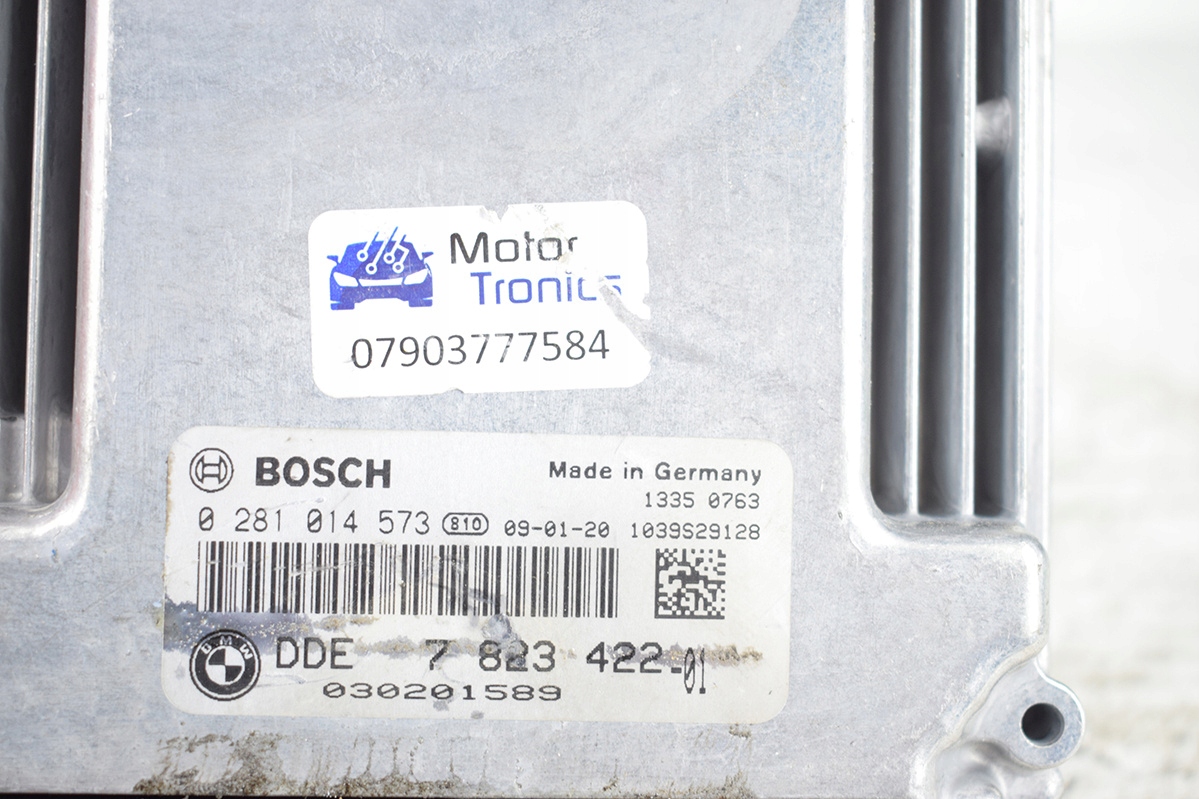 Motor
Tronics
07903777584
BOSCH Made in Germany
1335 0763
0 281 014 573 810 09-01-20 1039S29128
BMW DDE 7 823 422-01
030201589